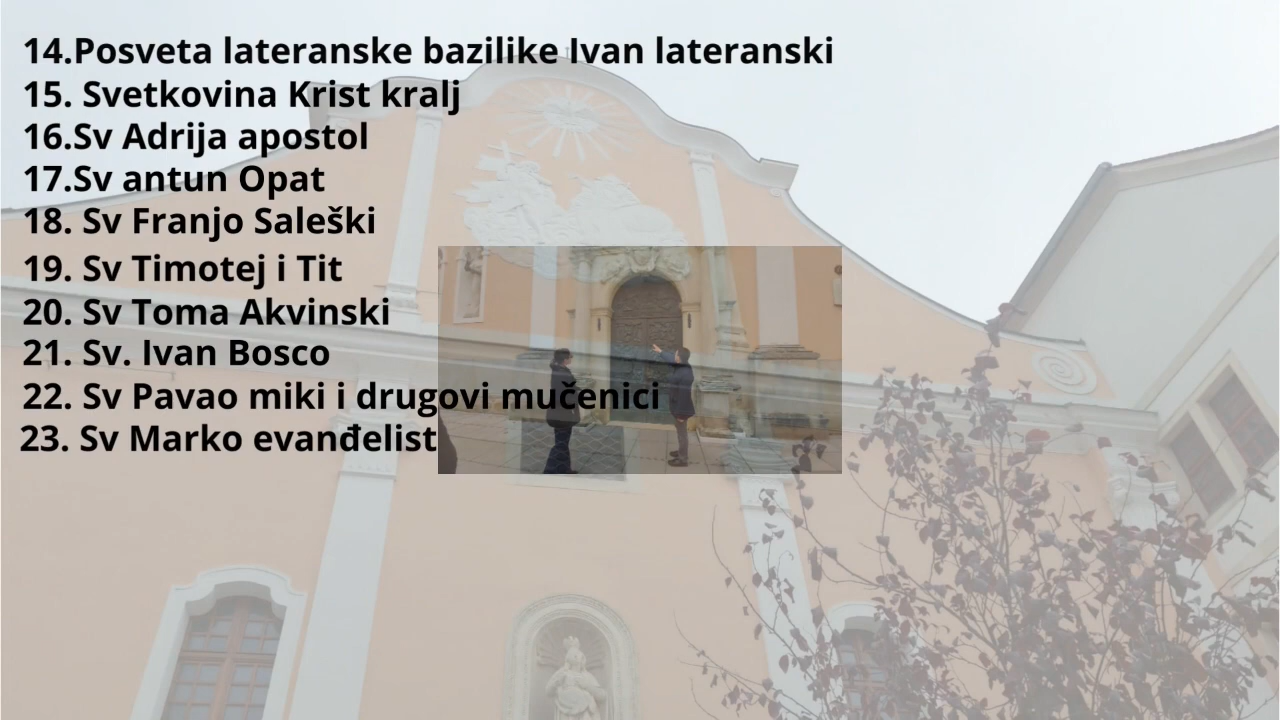 14.Posveta lateranske bazilike Ivan lateranski
15. Svetkovina Krist kralj
16.Sv Adrija apostol
17.Sv antun Opat
18. Sv Franjo Saleški
19. Sv Timotej i Tit
20. Sv Toma Akvinski
21. Sv. Ivan Bosco
22. Sv Pavao miki i drugovi mučenici
23. Sv Marko evanđelist